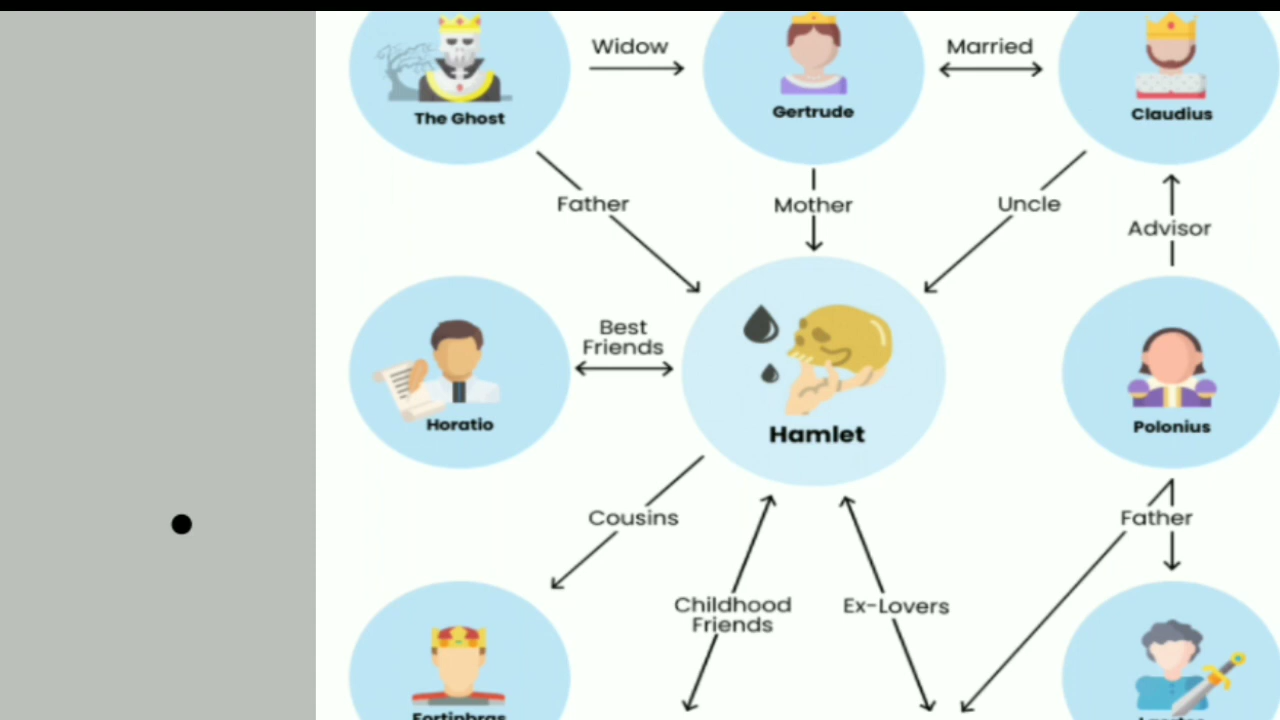 Widow
Married
The Ghost
Gertrude
Claudius
Father
Mother
Uncle
Advisor
Best
Friends
Horatio
Hamlet
Polonius
Cousins
Father
Childhood
Friends
Ex-Lovers
Fortinbras